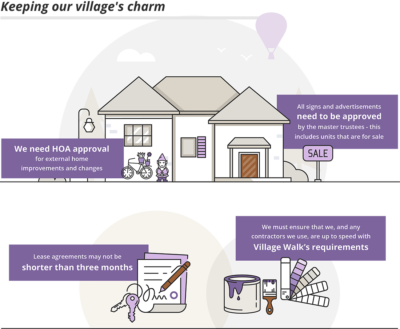 Keeping our village's charm
All signs and advertisements
need to be approved
by the master trustees - this
includes units that are for sale
SALE
We need HOA approval
for external home
improvements and changes
We must ensure that we, and any
contractors we use, are up to speed with
Village Walk's requirements
Lease agreements may not be
shorter than three months